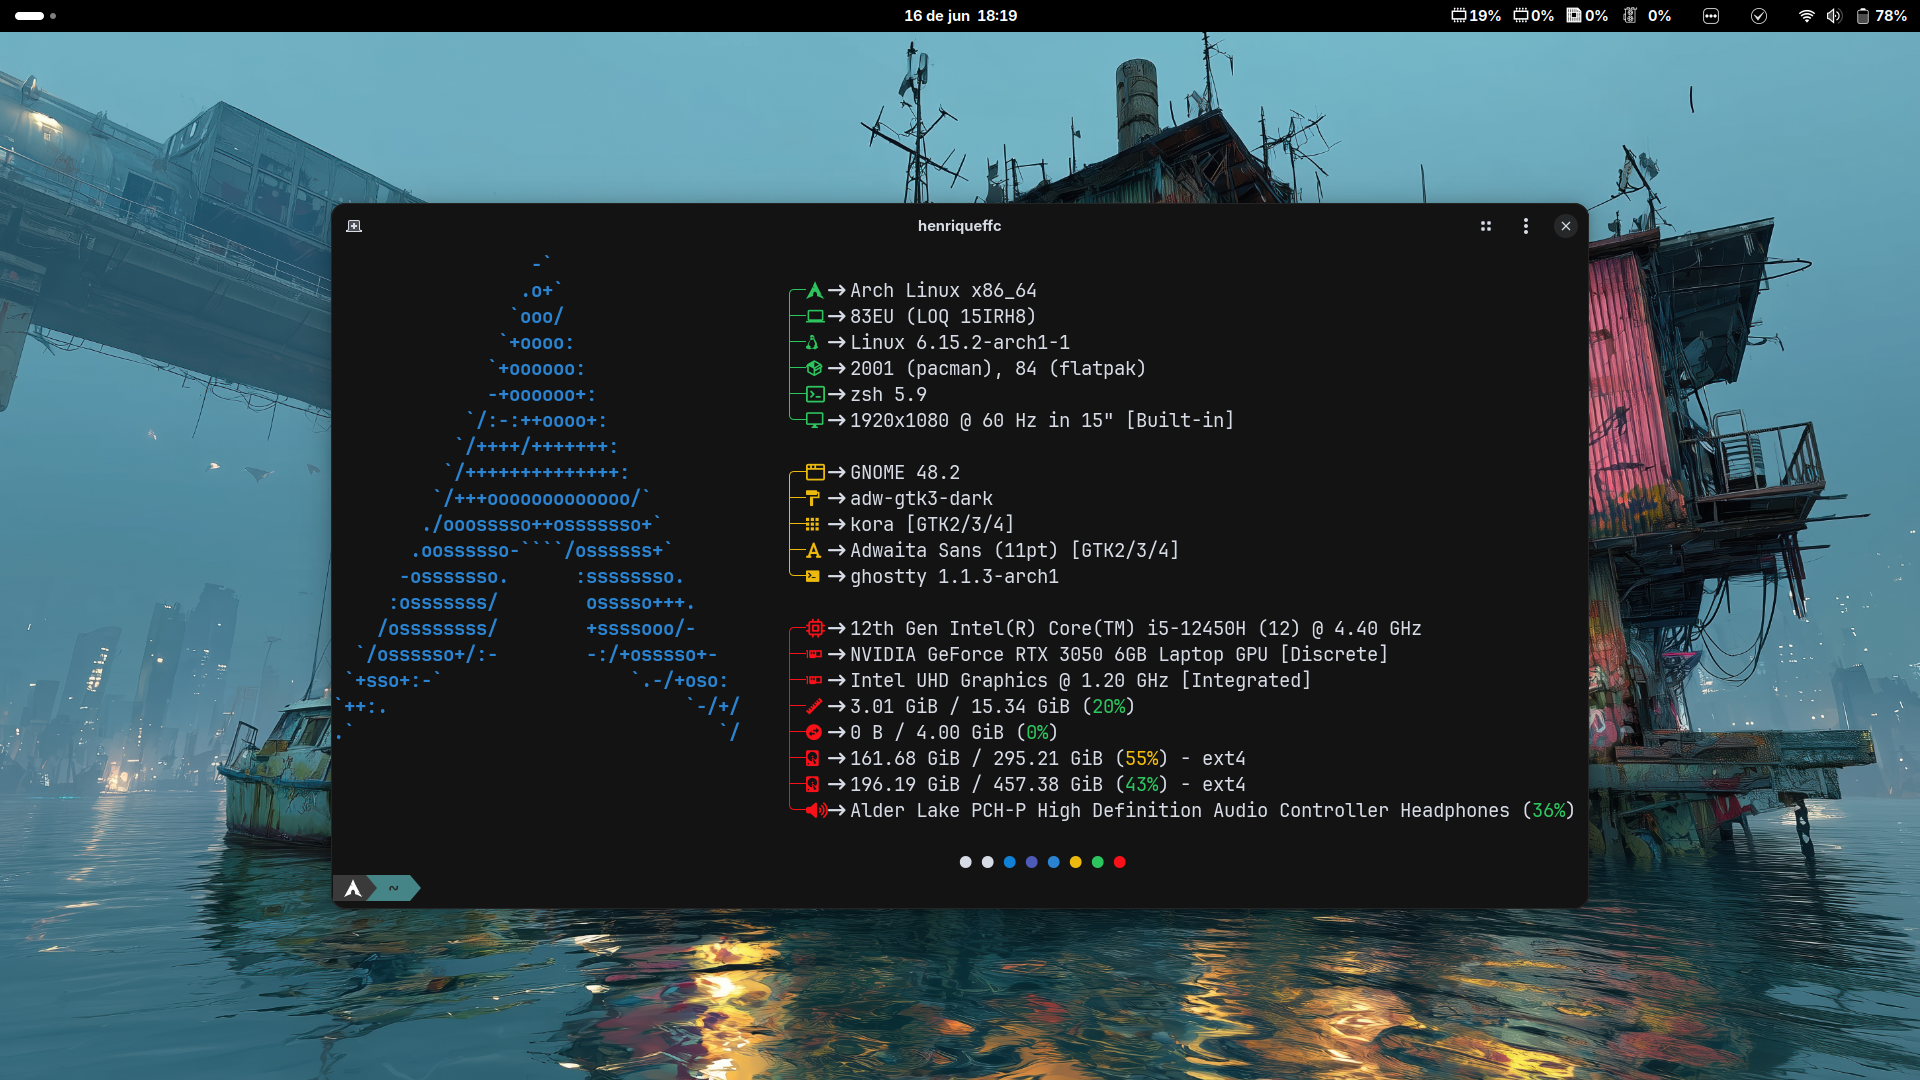 16 de jun 18:19
19% 0% 0% 0% 78%
henriqueffc
-`
.o+`
`ooo/
`+oooo:
`+oooooo:
-+oooooo+:
`/:-:++oooo+:
`/++++/+++++++:
`/++++++++++++++:
`/+++ooooooooooooo/`
./ooosssso++osssssso+`
.oossssso-````/ossssss+`
-osssssso.      :ssssssso.
:osssssss/        osssso+++.
/ossssssss/        +ssssooo/-
`/ossssso+/:-        -:/+osssso+-
`+sso+:-`                 `.-/+oso:
`++:.                           `-/+/
.`                                 `/
Arch Linux x86_64
83EU (LOQ 15IRH8)
Linux 6.15.2-arch1-1
2001 (pacman), 84 (flatpak)
zsh 5.9
1920x1080 @ 60 Hz in 15" [Built-in]
GNOME 48.2
adw-gtk3-dark
kora [GTK2/3/4]
Adwaita Sans (11pt) [GTK2/3/4]
ghostty 1.1.3-arch1
12th Gen Intel(R) Core(TM) i5-12450H (12) @ 4.40 GHz
NVIDIA GeForce RTX 3050 6GB Laptop GPU [Discrete]
Intel UHD Graphics @ 1.20 GHz [Integrated]
3.01 GiB / 15.34 GiB (20%)
0 B / 4.00 GiB (0%)
161.68 GiB / 295.21 GiB (55%) - ext4
196.19 GiB / 457.38 GiB (43%) - ext4
Alder Lake PCH-P High Definition Audio Controller Headphones (36%)
~